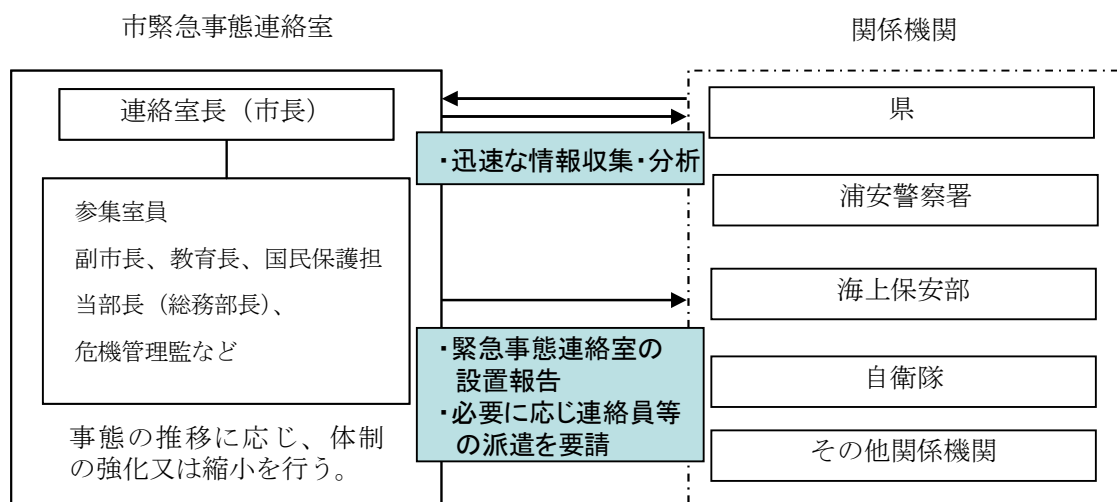 市緊急事態連絡室
関係機関
連絡室長（市長）
参集室員
副市長、教育長、国民保護担
当部長（総務部長）、
危機管理監など
事態の推移に応じ、体制
の強化又は縮小を行う。
・迅速な情報収集・分析
・緊急事態連絡室の
設置報告
・必要に応じ連絡員等
の派遣を要請
県
浦安警察署
海上保安部
自衛隊
その他関係機関